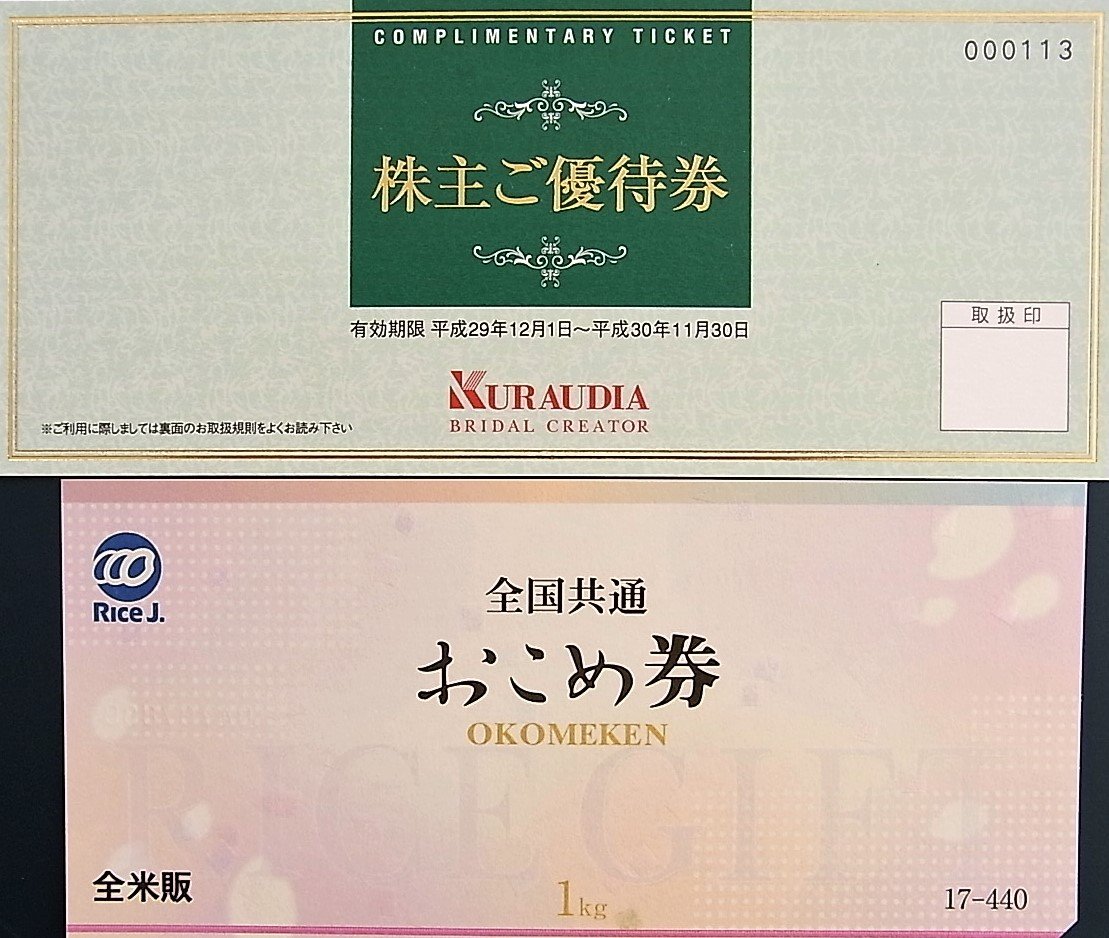 COMPLIMENTARY TICKET
000113
株主ご優待券
有効期限 平成29年12月1日～平成30年11月30日
取扱印
KURAUDIA
BRIDAL CREATOR
※ご利用に際しましては裏面のお取扱規則をよくお読み下さい
Rice J.
全国共通
おこめ券
OKOMEKEN
RICE GIFT
全米販
1kg
17-440